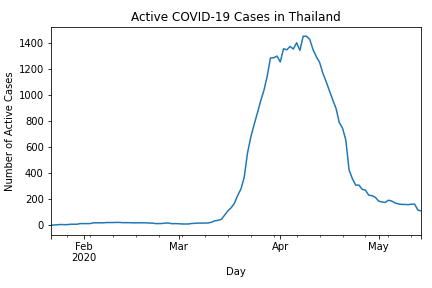 Active COVID-19 Cases in Thailand
1400
1200
1000
800
600
400
200
0
Number of Active Cases
Feb
2020
Mar
Apr
May
Day